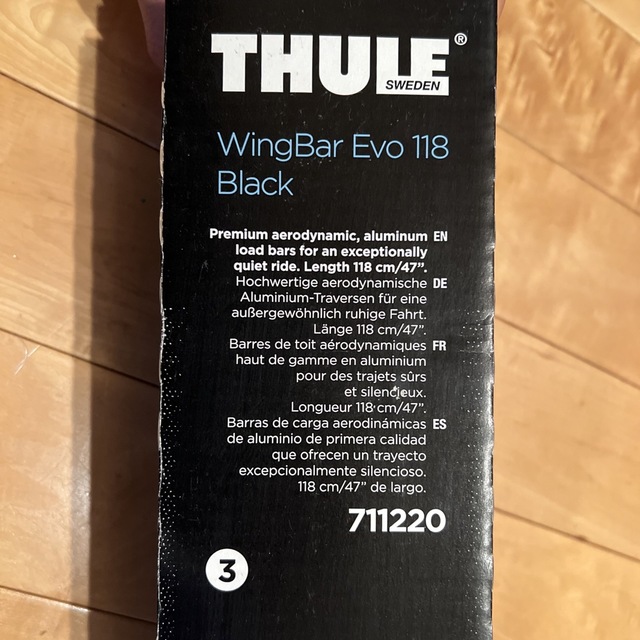 THULE®
SWEDEN
WingBar Evo 118
Black
Premium aerodynamic, aluminum EN
load bars for an exceptionally
quiet ride. Length 118 cm/47”.
Hochwertige aerodynamische DE
Aluminium-Traversen für eine
außergewöhnlich ruhige Fahrt.
Länge 118 cm/47”.
Barres de toit aérodynamiques FR
haut de gamme en aluminium
pour des trajets sûrs
et silencieux.
Longueur 118 cm/47”.
Barras de carga aerodinámicas ES
de aluminio de primera calidad
que ofrecen un trayecto
excepcionalmente silencioso.
118 cm/47” de largo.
711220
3